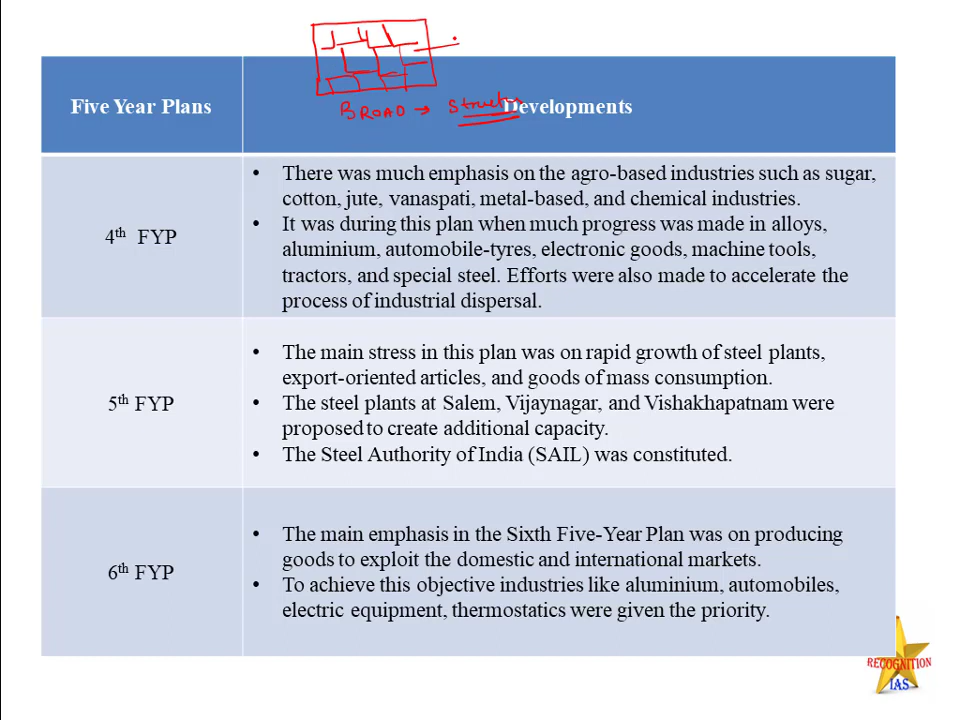 BROAD → Struct
Five Year Plans
Developments
4th FYP
• There was much emphasis on the agro-based industries such as sugar,
cotton, jute, vanaspati, metal-based, and chemical industries.
• It was during this plan when much progress was made in alloys,
aluminium, automobile-tyres, electronic goods, machine tools,
tractors, and special steel. Efforts were also made to accelerate the
process of industrial dispersal.
5th FYP
• The main stress in this plan was on rapid growth of steel plants,
export-oriented articles, and goods of mass consumption.
• The steel plants at Salem, Vijaynagar, and Vishakhapatnam were
proposed to create additional capacity.
• The Steel Authority of India (SAIL) was constituted.
6th FYP
• The main emphasis in the Sixth Five-Year Plan was on producing
goods to exploit the domestic and international markets.
• To achieve this objective industries like aluminium, automobiles,
electric equipment, thermostatics were given the priority.
RECOGNITION
IAS